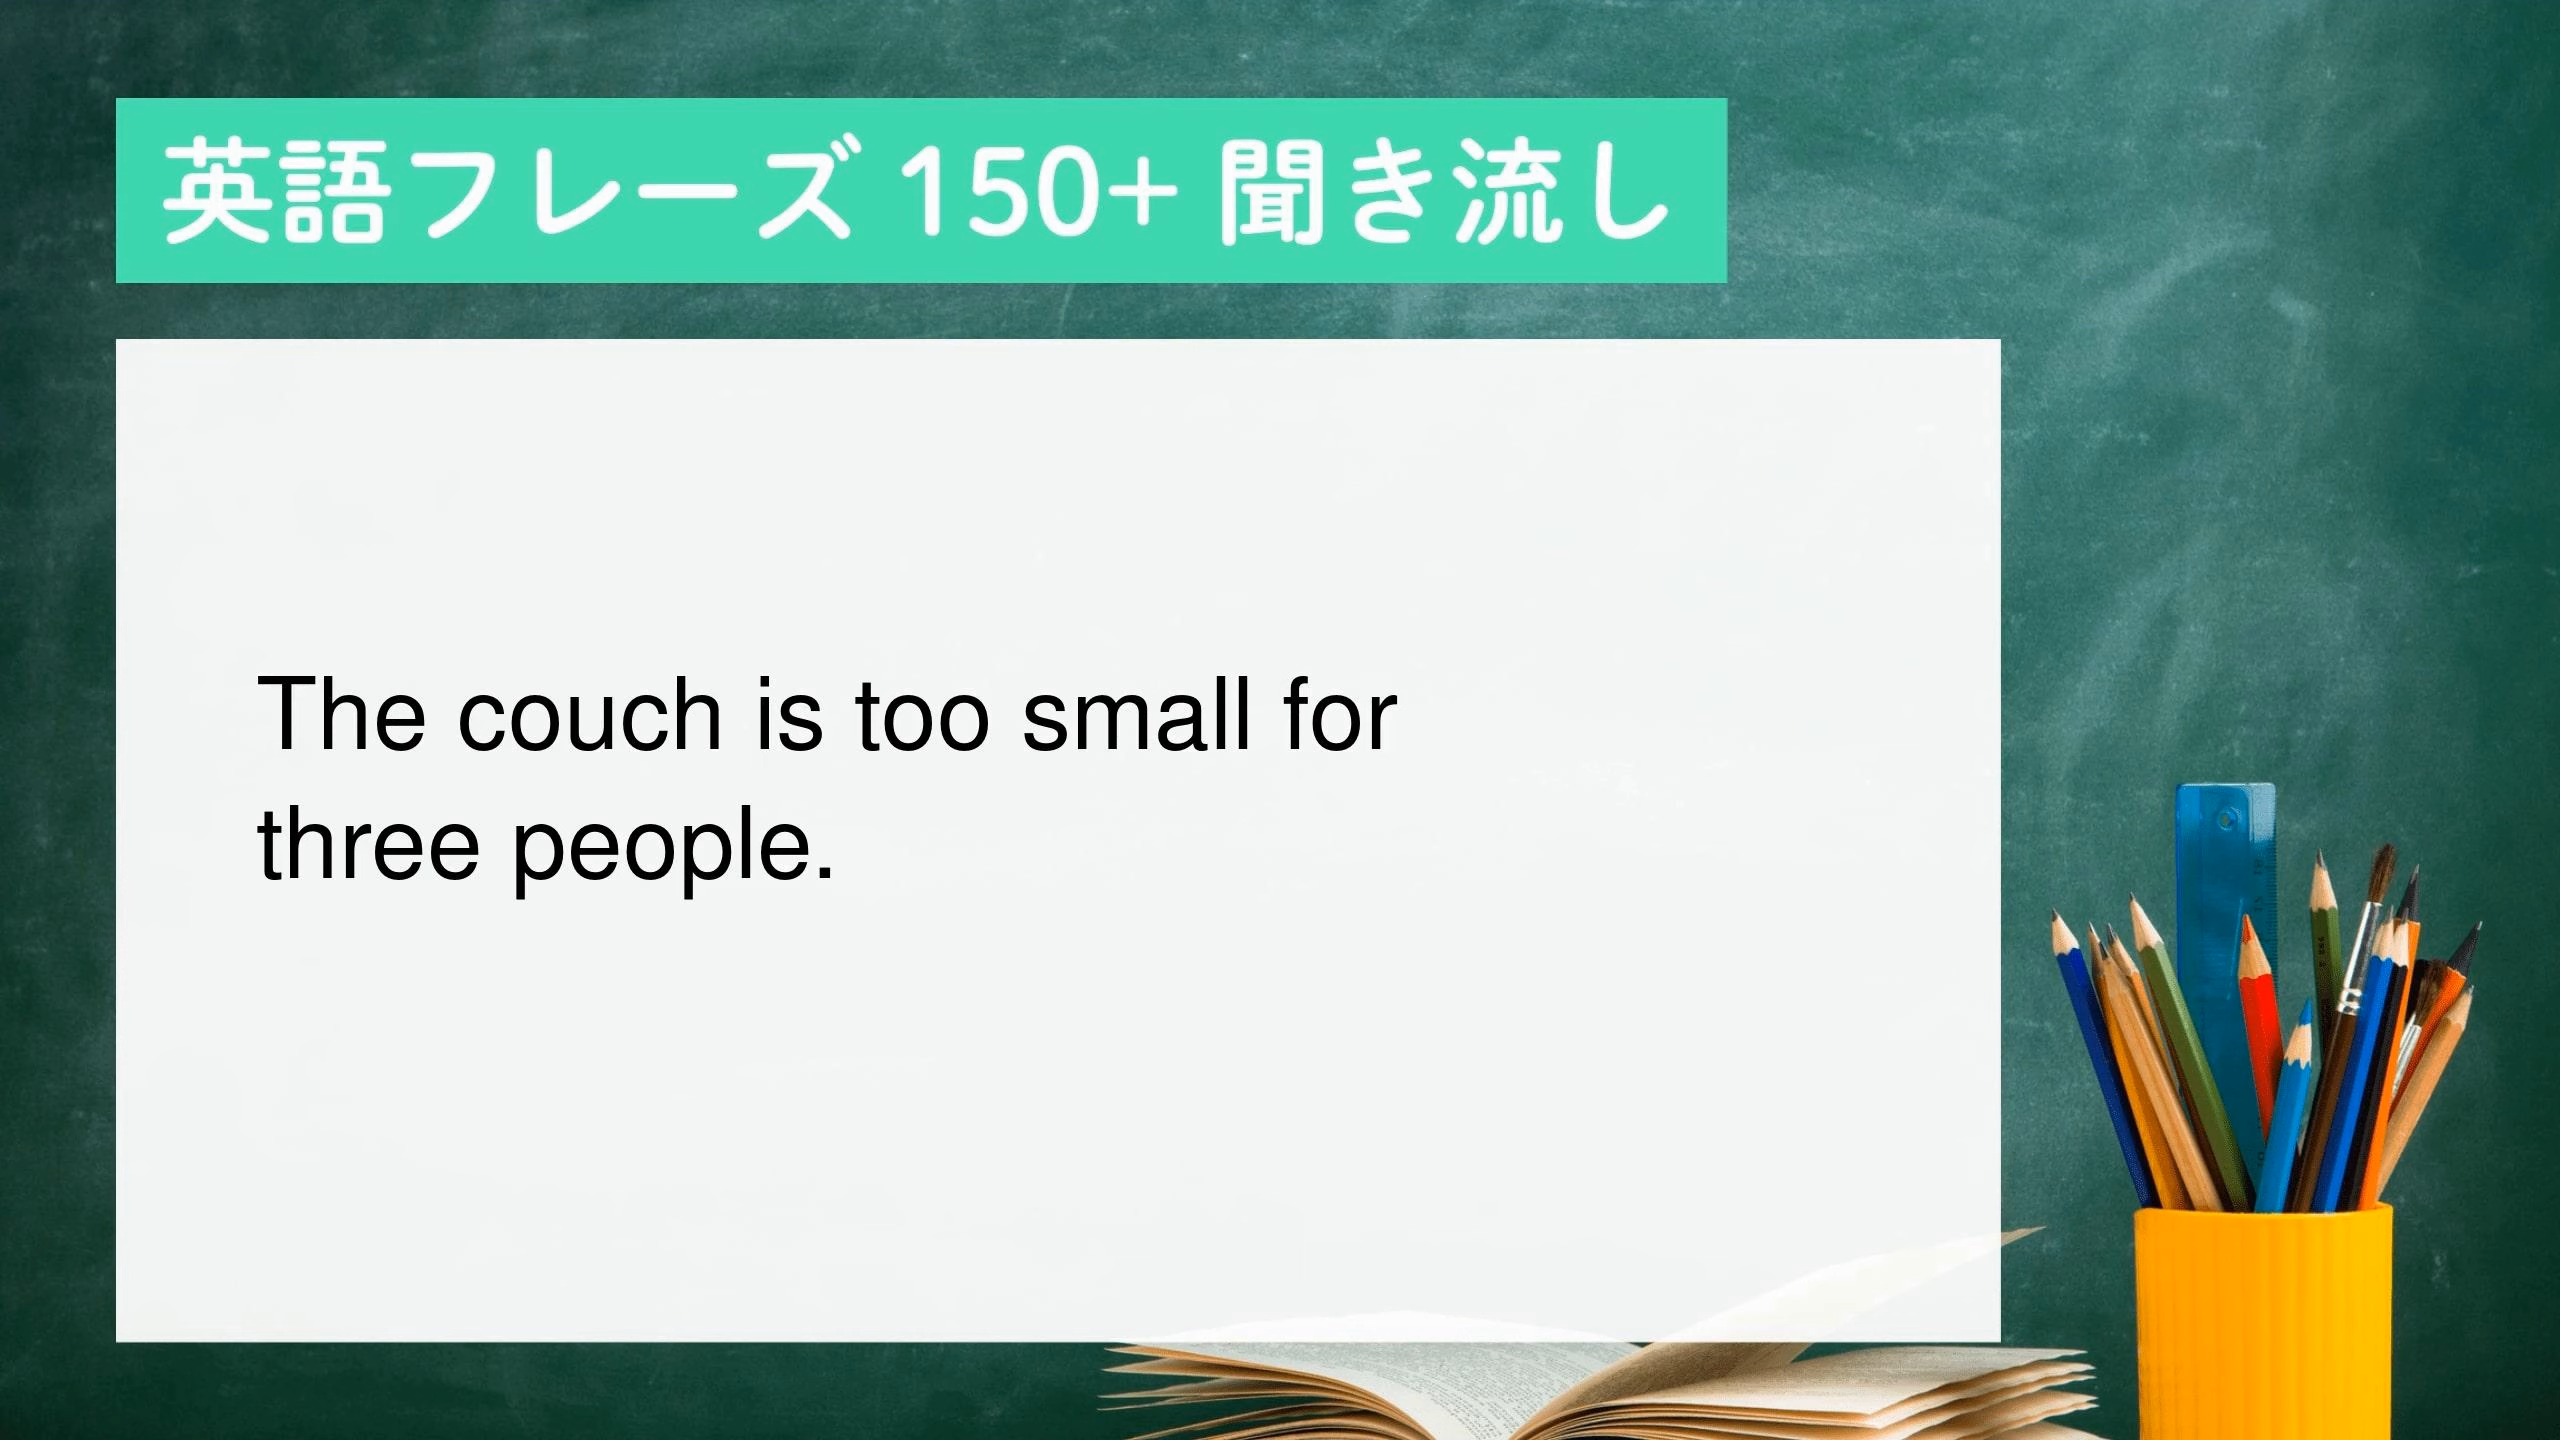 英語フレーズ 150+ 聞き流し
The couch is too small for
three people.